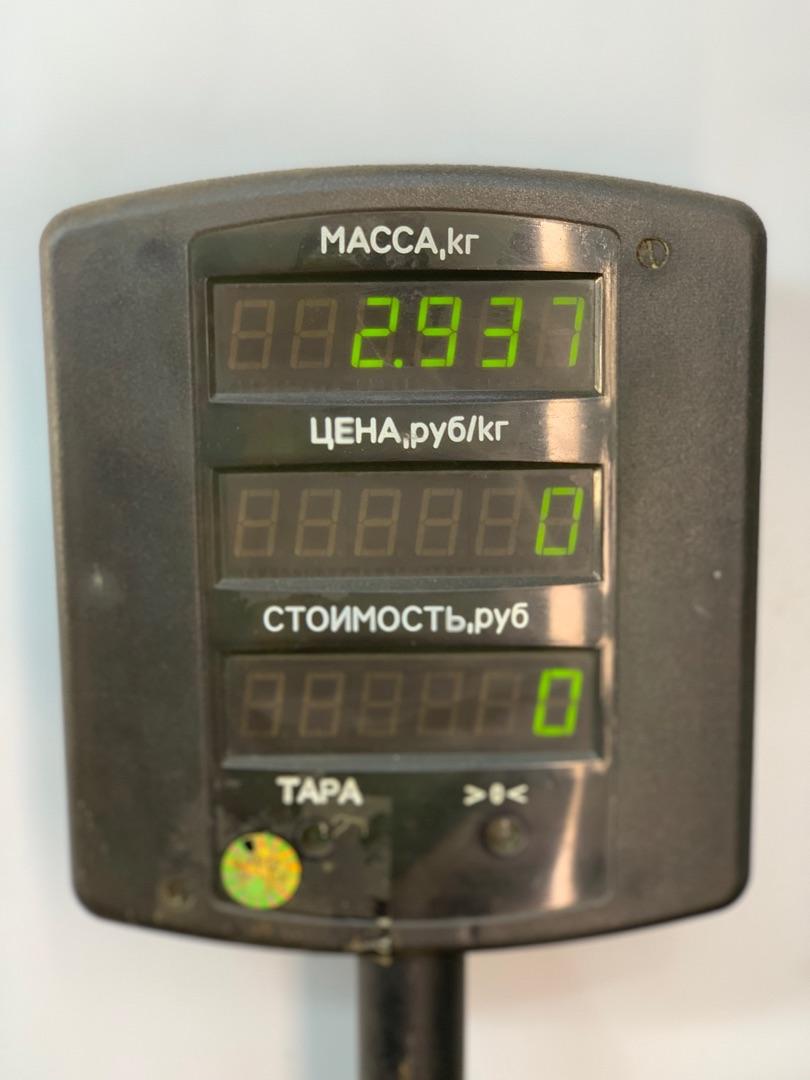 МАССА,кг
2.937
ЦЕНА,руб/кг
0
СТОИМОСТЬ,руб
0
ТАРА >0<